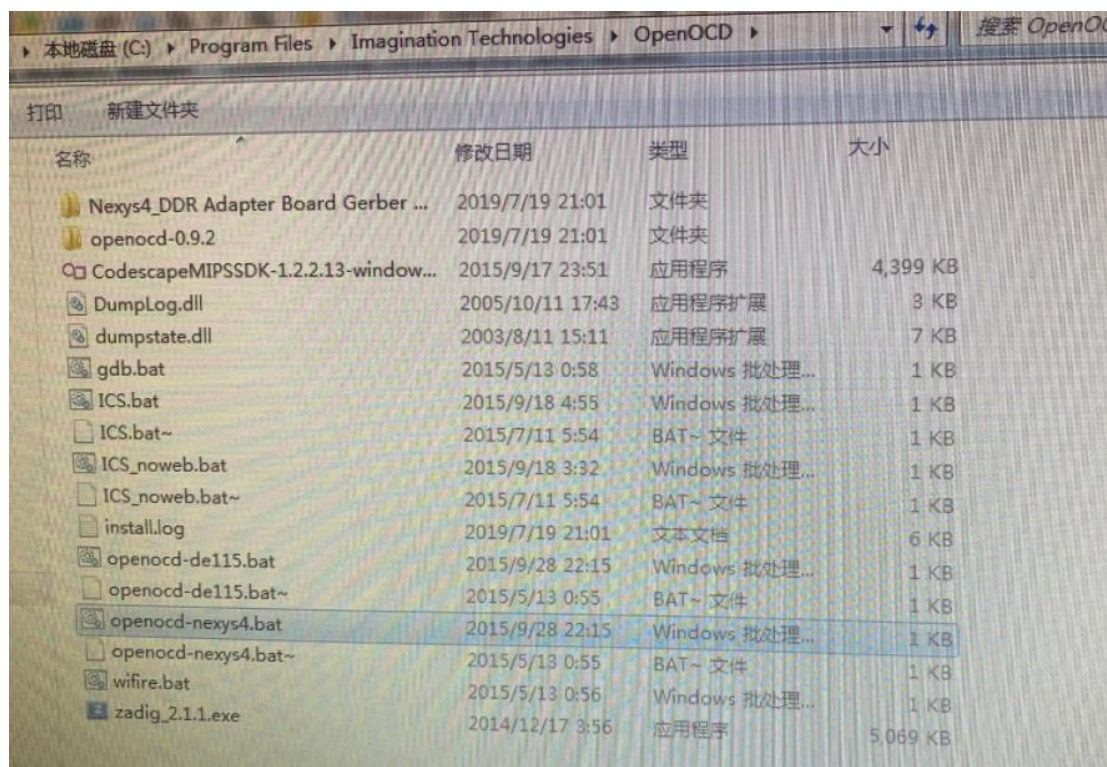 本地磁盘 (C:) Program Files Imagination Technologies OpenOCD 搜索 OpenOC
打印 新建文件夹
名称 修改日期 类型 大小
Nexys4_DDR Adapter Board Gerber ... 2019/7/19 21:01 文件夹
openocd-0.9.2 2019/7/19 21:01 文件夹
CodescapeMIPSSDK-1.2.2.13-window... 2015/9/17 23:51 应用程序 4,399 KB
DumpLog.dll 2005/10/11 17:43 应用程序扩展 3 KB
dumpstate.dll 2003/8/11 15:11 应用程序扩展 7 KB
gdb.bat 2015/5/13 0:58 Windows 批处理... 1 KB
ICS.bat 2015/9/18 4:55 Windows 批处理... 1 KB
ICS.bat~ 2015/7/11 5:54 BAT~ 文件 1 KB
ICS_noweb.bat 2015/9/18 3:32 Windows 批处理... 1 KB
ICS_noweb.bat~ 2015/7/11 5:54 BAT~ 文件 1 KB
install.log 2019/7/19 21:01 文本文档 6 KB
openocd-de115.bat 2015/9/28 22:15 Windows 批处理... 1 KB
openocd-de115.bat~ 2015/5/13 0:55 BAT~ 文件 1 KB
openocd-nexys4.bat 2015/9/28 22:15 Windows 批处理... 1 KB
openocd-nexys4.bat~ 2015/5/13 0:55 BAT~ 文件 1 KB
wifire.bat 2015/5/13 0:56 Windows 批处理... 1 KB
zadig_2.1.1.exe 2014/12/17 3:56 应用程序 5,069 KB